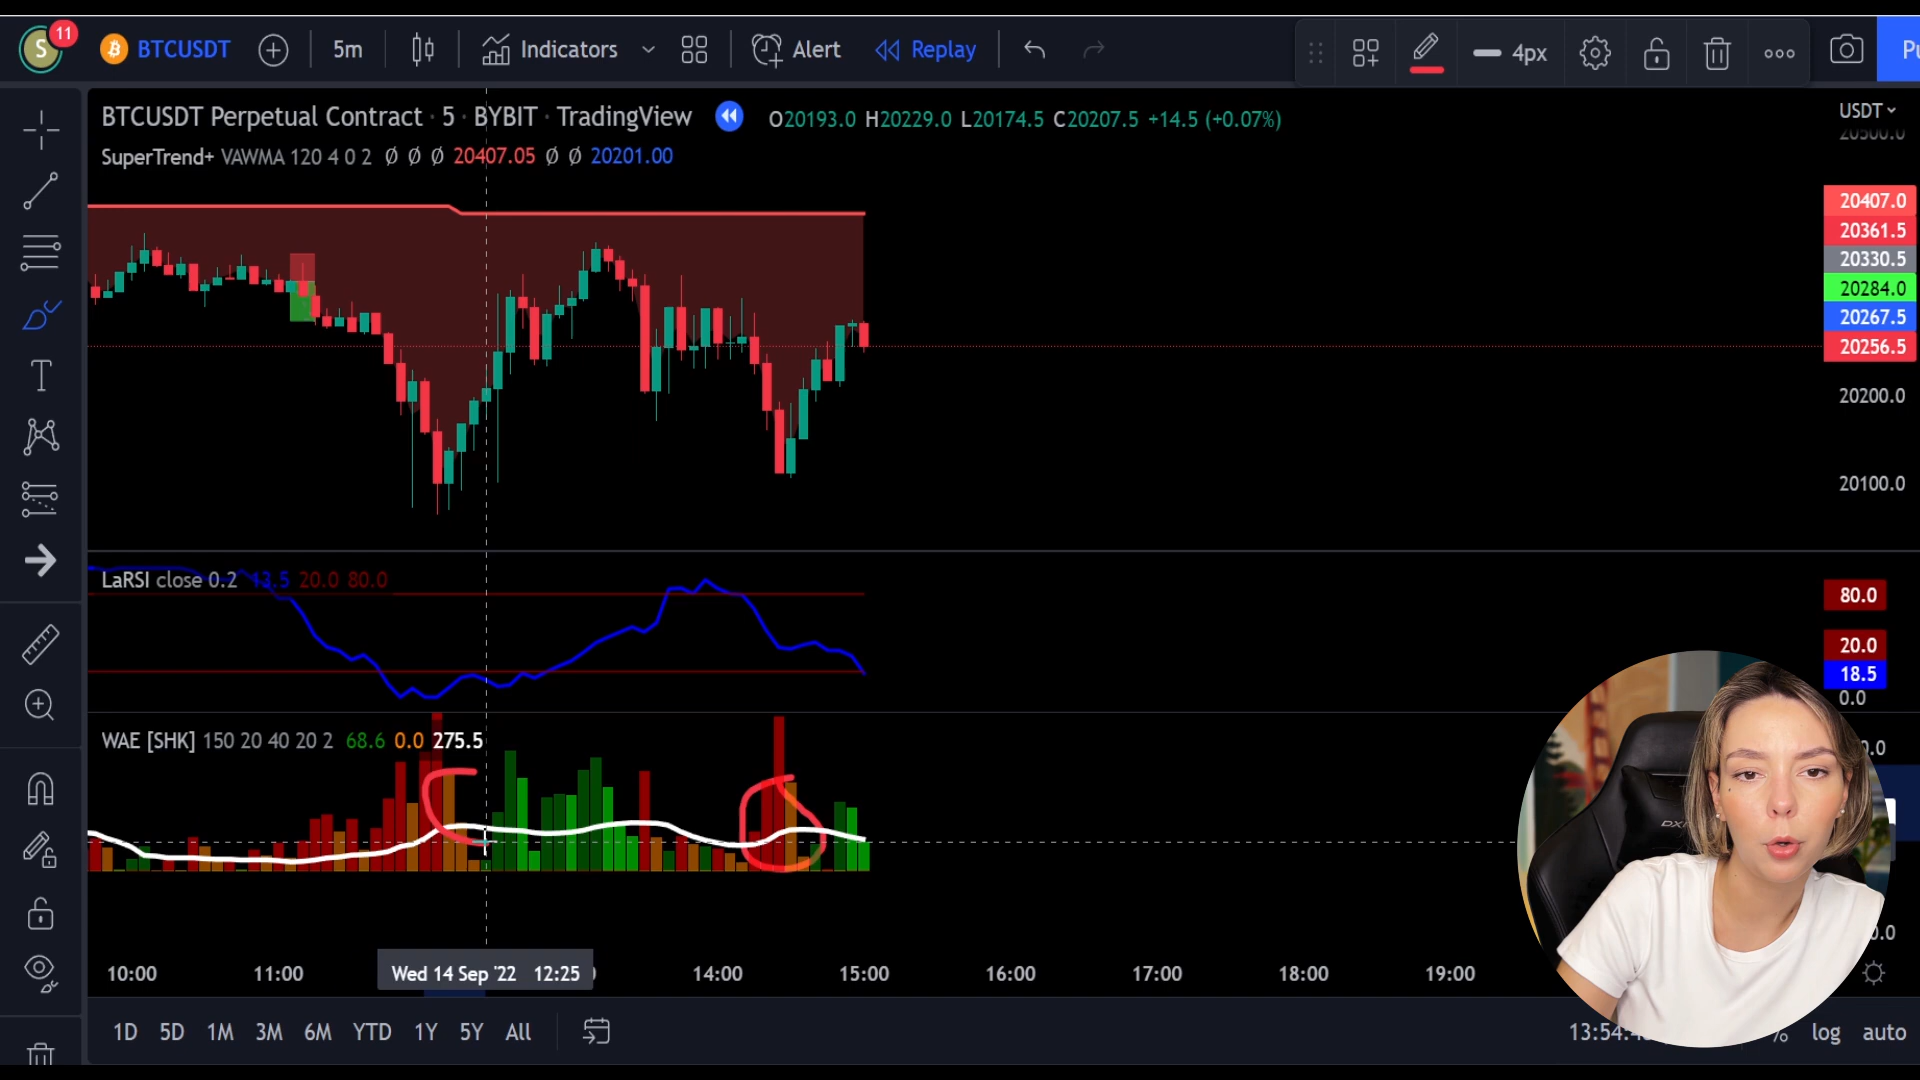 S 11 BTCUSDT 5m Indicators Alert Replay 4px Pu
BTCUSDT Perpetual Contract · 5 · BYBIT · TradingView O20193.0 H20229.0 L20174.5 C20207.5 +14.5 (+0.07%)
USDT
SuperTrend+ VAWMA 120 4 0 2 Ø Ø Ø 20407.05 Ø Ø 20201.00
20407.0
20361.5
20330.5
20284.0
20267.5
20256.5
20200.0
20100.0
LaRSI close 0.2 13.5 20.0 80.0
80.0
20.0
18.5
0.0
WAE [SHK] 150 20 40 20 2 68.6 0.0 275.5
10:00 11:00 Wed 14 Sep '22 12:25 14:00 15:00 16:00 17:00 18:00 19:00
1D 5D 1M 3M 6M YTD 1Y 5Y All
13:54: % log auto